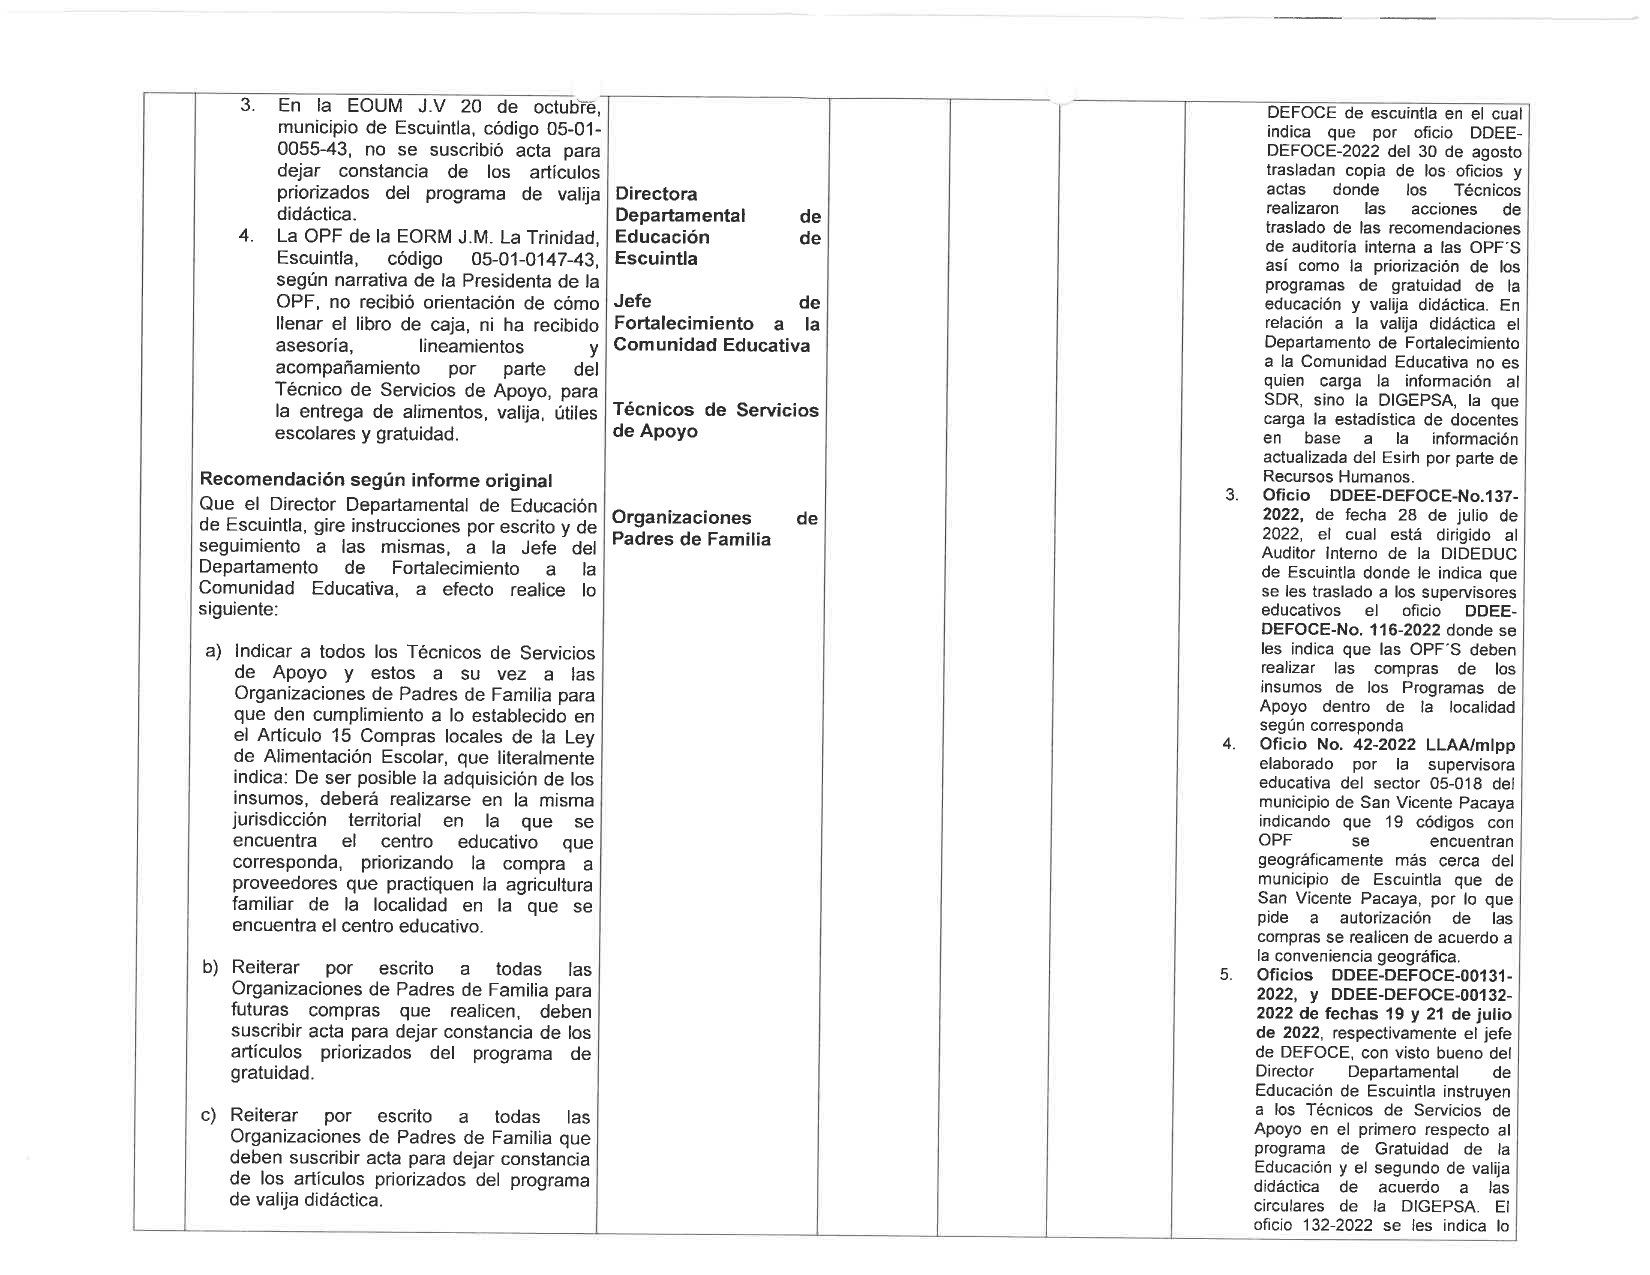 3. En la EOUM J.V 20 de octubre,
municipio de Escuintla, código 05-01-
0055-43, no se suscribió acta para
dejar constancia de los artículos
priorizados del programa de valija
didáctica.
4. La OPF de la EORM J.M. La Trinidad,
Escuintla, código 05-01-0147-43,
según narrativa de la Presidenta de la
OPF, no recibió orientación de cómo
llenar el libro de caja, ni ha recibido
asesoría, lineamientos y
acompañamiento por parte del
Técnico de Servicios de Apoyo, para
la entrega de alimentos, valija, útiles
escolares y gratuidad.
Recomendación según informe original
Que el Director Departamental de Educación
de Escuintla, gire instrucciones por escrito y de
seguimiento a las mismas, a la Jefe del
Departamento de Fortalecimiento a la
Comunidad Educativa, a efecto realice lo
siguiente:
a) Indicar a todos los Técnicos de Servicios
de Apoyo y estos a su vez a las
Organizaciones de Padres de Familia para
que den cumplimiento a lo establecido en
el Artículo 15 Compras locales de la Ley
de Alimentación Escolar, que literalmente
indica: De ser posible la adquisición de los
insumos, deberá realizarse en la misma
jurisdicción territorial en la que se
encuentra el centro educativo que
corresponda, priorizando la compra a
proveedores que practiquen la agricultura
familiar de la localidad en la que se
encuentra el centro educativo.
b) Reiterar por escrito a todas las
Organizaciones de Padres de Familia para
futuras compras que realicen, deben
suscribir acta para dejar constancia de los
artículos priorizados del programa de
gratuidad.
c) Reiterar por escrito a todas las
Organizaciones de Padres de Familia que
deben suscribir acta para dejar constancia
de los artículos priorizados del programa
de valija didáctica.
Directora
Departamental de
Educación de
Escuintla
Jefe de
Fortalecimiento a la
Comunidad Educativa
Técnicos de Servicios
de Apoyo
Organizaciones de
Padres de Familia
DEFOCE de escuintla en el cual
indica que por oficio DDEE-
DEFOCE-2022 del 30 de agosto
trasladan copia de los oficios y
actas donde los Técnicos
realizaron las acciones de
traslado de las recomendaciones
de auditoría interna a las OPF´S
así como la priorización de los
programas de gratuidad de la
educación y valija didáctica. En
relación a la valija didáctica el
Departamento de Fortalecimiento
a la Comunidad Educativa no es
quien carga la información al
SDR, sino la DIGEPSA, la que
carga la estadística de docentes
en base a la información
actualizada del Esirh por parte de
Recursos Humanos.
3. Oficio DDEE-DEFOCE-No.137-
2022, de fecha 28 de julio de
2022, el cual está dirigido al
Auditor Interno de la DIDEDUC
de Escuintla donde le indica que
se les traslado a los supervisores
educativos el oficio DDEE-
DEFOCE-No. 116-2022 donde se
les indica que las OPF´S deben
realizar las compras de los
insumos de los Programas de
Apoyo dentro de la localidad
según corresponda
4. Oficio No. 42-2022 LLAA/mlpp
elaborado por la supervisora
educativa del sector 05-018 del
municipio de San Vicente Pacaya
indicando que 19 códigos con
OPF se encuentran
geográficamente más cerca del
municipio de Escuintla que de
San Vicente Pacaya, por lo que
pide a autorización de las
compras se realicen de acuerdo a
la conveniencia geográfica.
5. Oficios DDEE-DEFOCE-00131-
2022, y DDEE-DEFOCE-00132-
2022 de fechas 19 y 21 de julio
de 2022, respectivamente el jefe
de DEFOCE, con visto bueno del
Director Departamental de
Educación de Escuintla instruyen
a los Técnicos de Servicios de
Apoyo en el primero respecto al
programa de Gratuidad de la
Educación y el segundo de valija
didáctica de acuerdo a las
circulares de la DIGEPSA. El
oficio 132-2022 se les indica lo